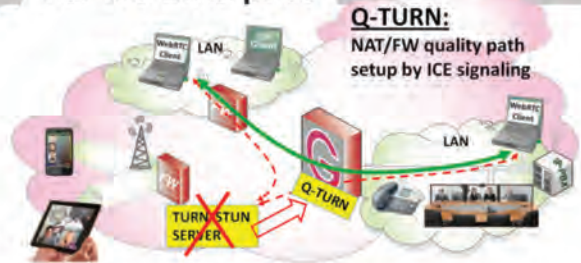 Q-TURN:
NAT/FW quality path
setup by ICE signaling
WebRTC
Client
LAN
WebRTC
Client
LAN
FW
Q-TURN
TURN STUN
SERVER